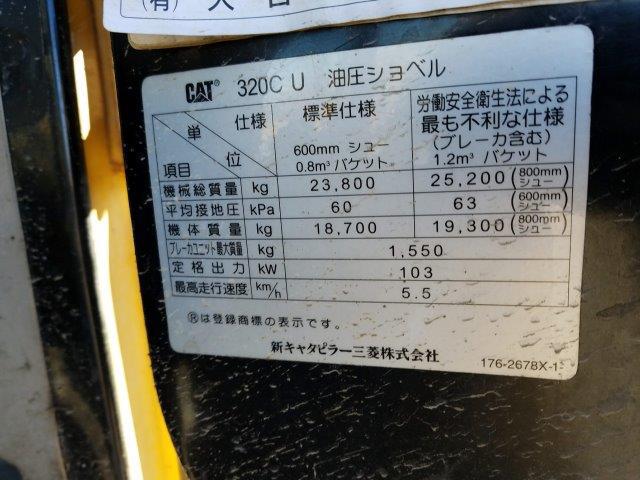 (有)
CAT® 320C U 油圧ショベル
仕様
単
位
項目
標準仕様
600mm シュー
0.8m³ バケット
労働安全衛生法による
最も不利な仕様
(ブレーカ含む)
1.2m³ バケット
機械総質量 kg 23,800 25,200 (800mm シュー)
平均接地圧 kPa 60 63 (600mm シュー)
機体質量 kg 18,700 19,300 (800mm シュー)
ブレーカユニット最大質量 kg 1,550
定格出力 kW 103
最高走行速度 km/h 5.5
®は登録商標の表示です。
新キャタピラー三菱株式会社
176-2678X-1